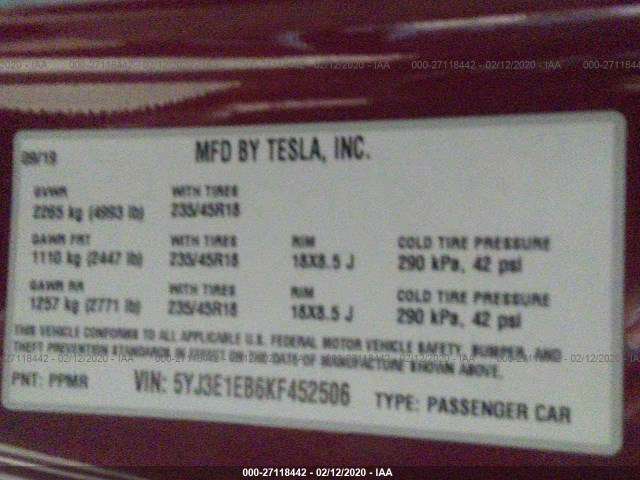 000-27118442 - 02/12/2020 - IAA
MFD BY TESLA, INC.
09/19
GVWR WITH TIRES
2265 kg (4993 lb) 235/45R18
GAWR FRT WITH TIRES RIM COLD TIRE PRESSURE
1110 kg (2447 lb) 235/45R18 18X8.5 J 290 kPa, 42 psi
GAWR RR WITH TIRES RIM COLD TIRE PRESSURE
1257 kg (2771 lb) 235/45R18 18X8.5 J 290 kPa, 42 psi
THIS VEHICLE CONFORMS TO ALL APPLICABLE U.S. FEDERAL MOTOR VEHICLE SAFETY, BUMPER, AND
THEFT PREVENTION STANDARDS IN EFFECT ON THE DATE OF MANUFACTURE SHOWN ABOVE.
PNT: PPMR VIN: 5YJ3E1EB6KF452506 TYPE: PASSENGER CAR
000-27118442 - 02/12/2020 - IAA